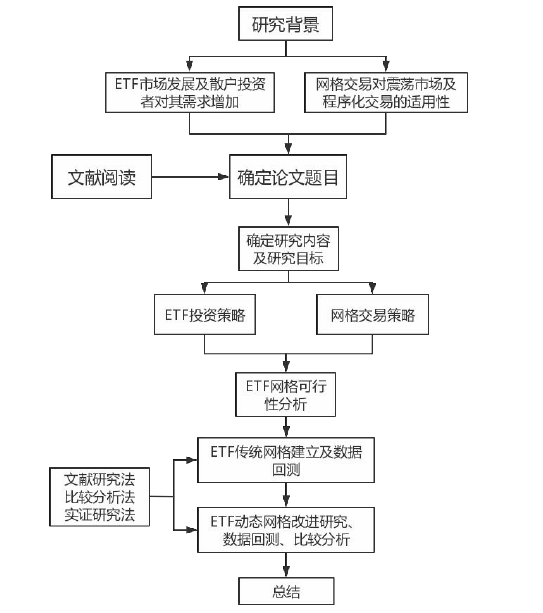 研究背景
ETF市场发展及散户投资
者对其需求增加
网格交易对震荡市场及
程序化交易的适用性
文献阅读
确定论文题目
确定研究内容
及研究目标
ETF投资策略
网格交易策略
ETF网格可行
性分析
ETF传统网格建立及数据
回测
文献研究法
比较分析法
实证研究法
ETF动态网格改进研究、
数据回测、比较分析
总结